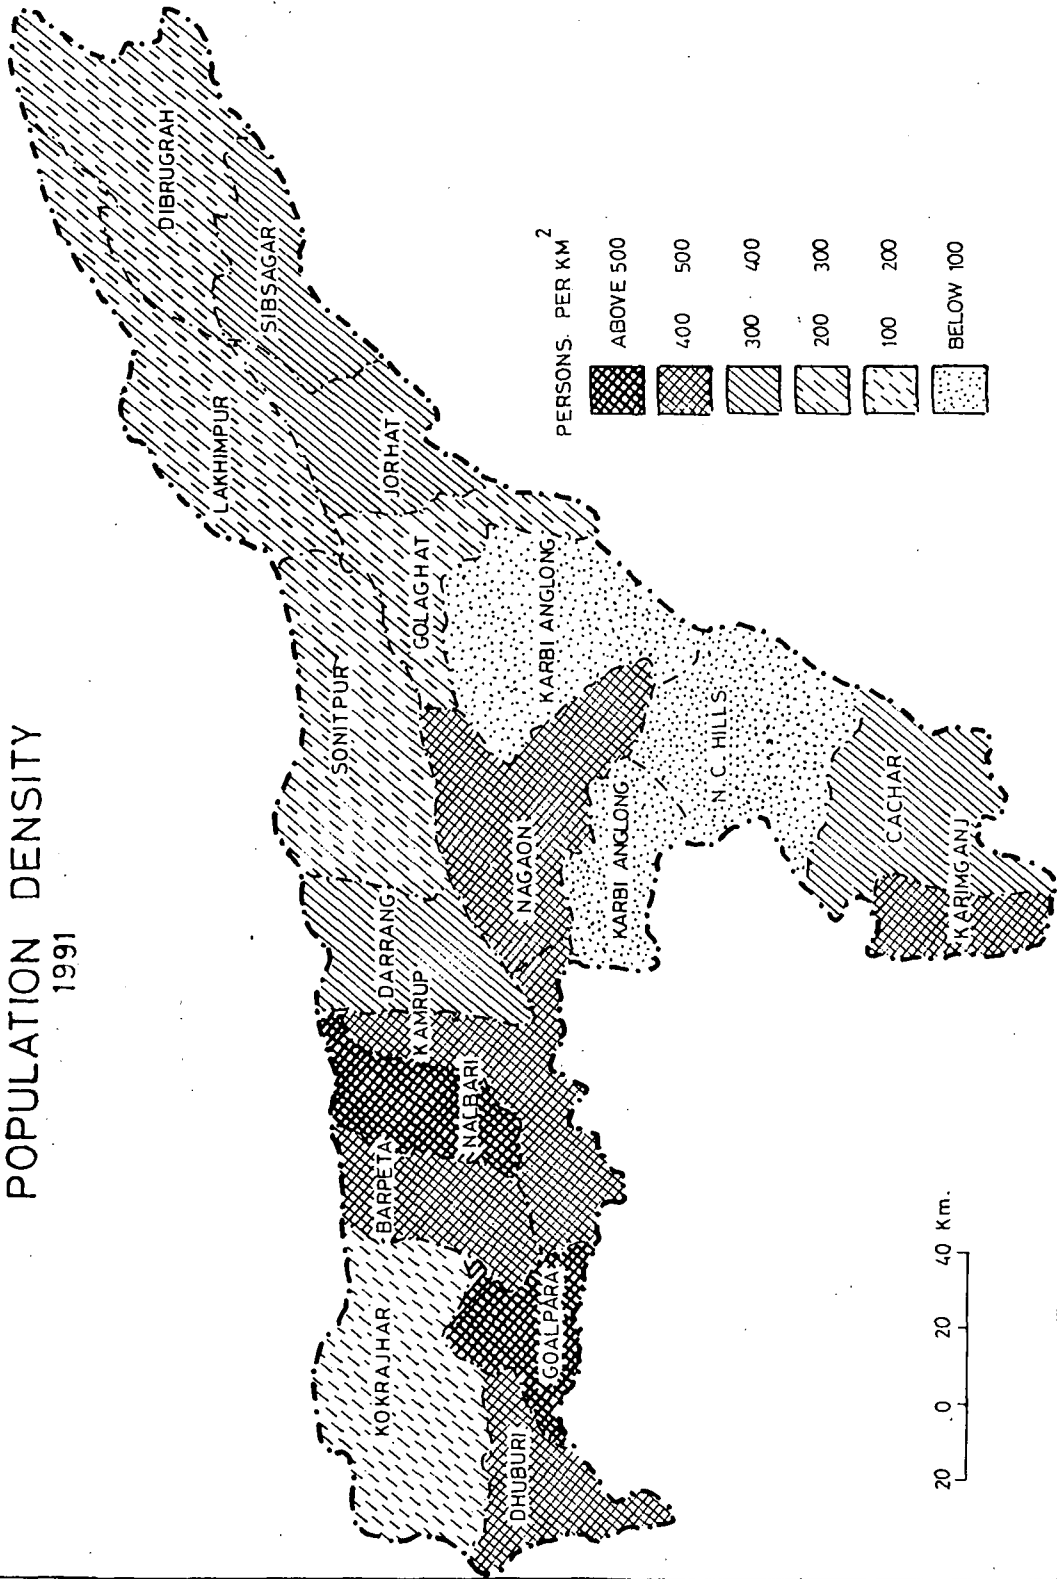 POPULATION DENSITY
1991
DIBRUGRAH
LAKHIMPUR
SIBSAGAR
JORHAT
SONITPUR
GOLAGHAT
KARBI ANGLONG
DARRANG
KAMRUP
NAGAON
KARBI ANGLONG
N. C. HILLS
BARPETA
NALBARI
KOKRAJHAR
GOALPARA
DHUBURI
CACHAR
KARIMGANJ
PERSONS. PER KM²
ABOVE 500
400 500
300 400
200 300
100 200
BELOW 100
20 0 20 40 Km.